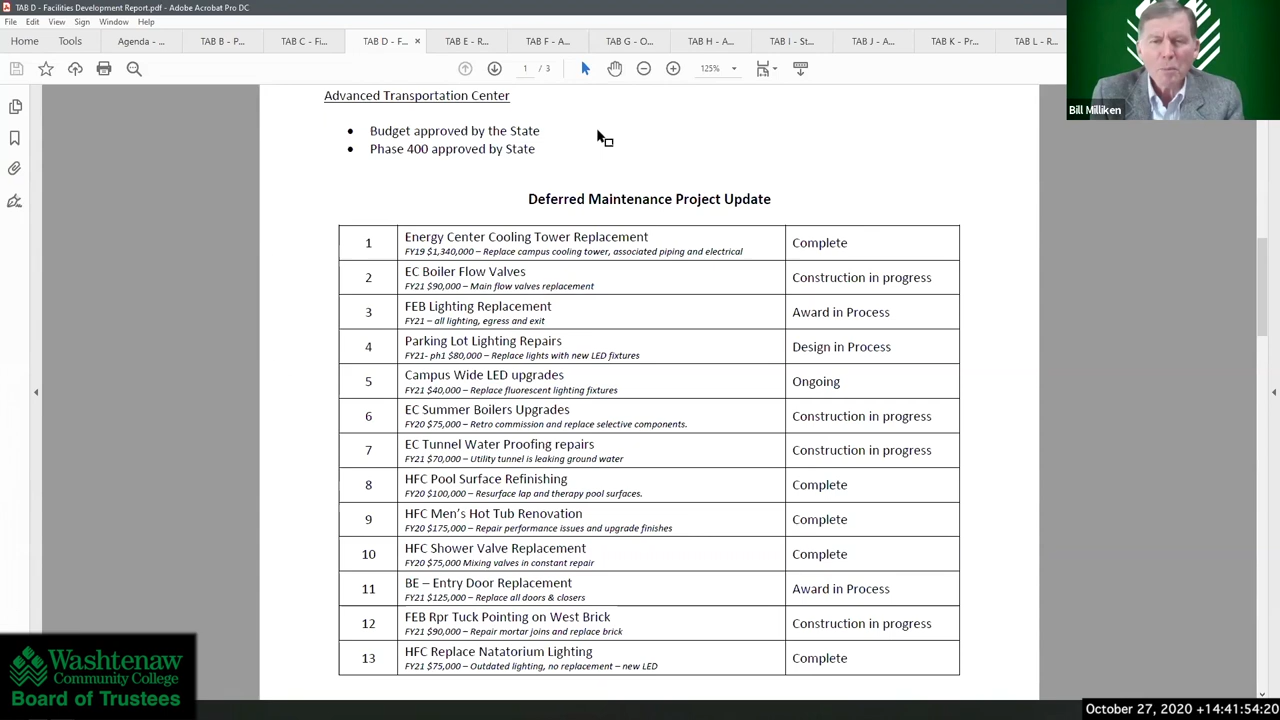 TAB D - Facilities Development Report.pdf - Adobe Acrobat Pro DC
File Edit View Sign Window Help
Home Tools Agenda - ... TAB B - P... TAB C - Fi... TAB D - F... × TAB E - R... TAB F - A... TAB G - O... TAB H - A... TAB I - St... TAB J - A... TAB K - Pr... TAB L - R...
1 / 3 125%
Bill Milliken
Advanced Transportation Center
• Budget approved by the State
• Phase 400 approved by State
Deferred Maintenance Project Update
1 Energy Center Cooling Tower Replacement Complete
FY19 $1,340,000 – Replace campus cooling tower, associated piping and electrical
2 EC Boiler Flow Valves Construction in progress
FY21 $90,000 – Main flow valves replacement
3 FEB Lighting Replacement Award in Process
FY21 – all lighting, egress and exit
4 Parking Lot Lighting Repairs Design in Process
FY21- ph1 $80,000 – Replace lights with new LED fixtures
5 Campus Wide LED upgrades Ongoing
FY21 $40,000 – Replace fluorescent lighting fixtures
6 EC Summer Boilers Upgrades Construction in progress
FY20 $75,000 – Retro commission and replace selective components.
7 EC Tunnel Water Proofing repairs Construction in progress
FY21 $70,000 – Utility tunnel is leaking ground water
8 HFC Pool Surface Refinishing Complete
FY20 $100,000 – Resurface lap and therapy pool surfaces.
9 HFC Men's Hot Tub Renovation Complete
FY20 $175,000 – Repair performance issues and upgrade finishes
10 HFC Shower Valve Replacement Complete
FY20 $75,000 Mixing valves in constant repair
11 BE – Entry Door Replacement Award in Process
FY21 $125,000 – Replace all doors & closers
12 FEB Rpr Tuck Pointing on West Brick Construction in progress
FY21 $90,000 – Repair mortar joins and replace brick
13 HFC Replace Natatorium Lighting Complete
FY21 $75,000 – Outdated lighting, no replacement – new LED
Washtenaw
Community College
Board of Trustees
October 27, 2020 +14:41:54:20